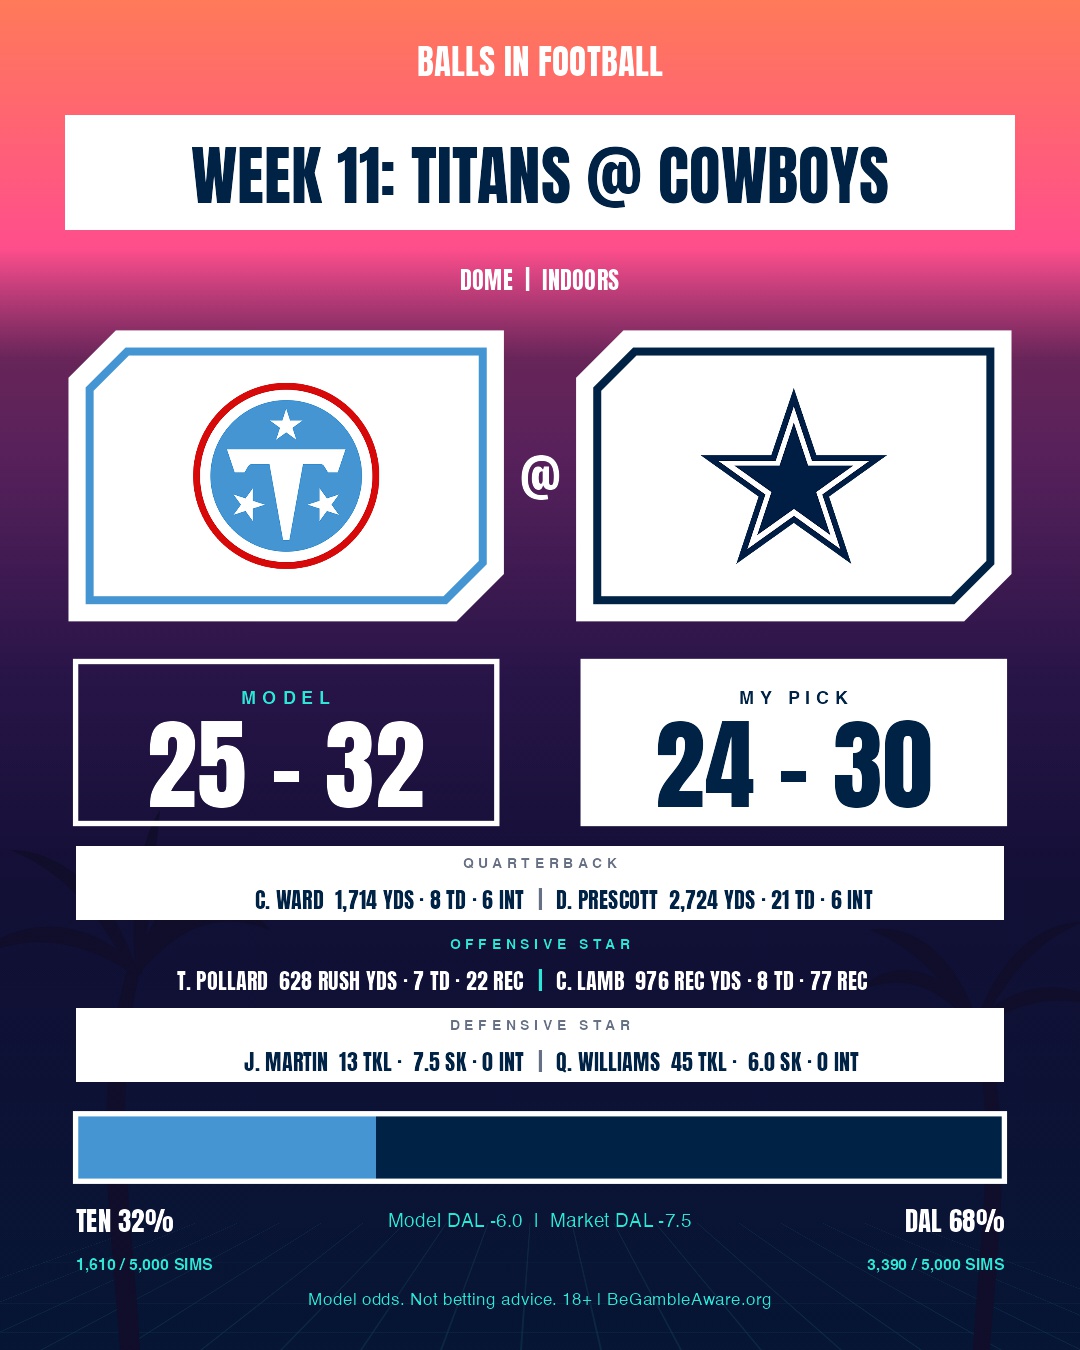 BALLS IN FOOTBALL
WEEK 11: TITANS @ COWBOYS
DOME | INDOORS
T
@
MODEL
25 - 32
MY PICK
24 - 30
QUARTERBACK
C. WARD 1,714 YDS · 8 TD · 6 INT | D. PRESCOTT 2,724 YDS · 21 TD · 6 INT
OFFENSIVE STAR
T. POLLARD 628 RUSH YDS · 7 TD · 22 REC | C. LAMB 976 REC YDS · 8 TD · 77 REC
DEFENSIVE STAR
J. MARTIN 13 TKL · 7.5 SK · 0 INT | Q. WILLIAMS 45 TKL · 6.0 SK · 0 INT
TEN 32%
Model DAL -6.0 | Market DAL -7.5
DAL 68%
1,610 / 5,000 SIMS
3,390 / 5,000 SIMS
Model odds. Not betting advice. 18+ | BeGambleAware.org